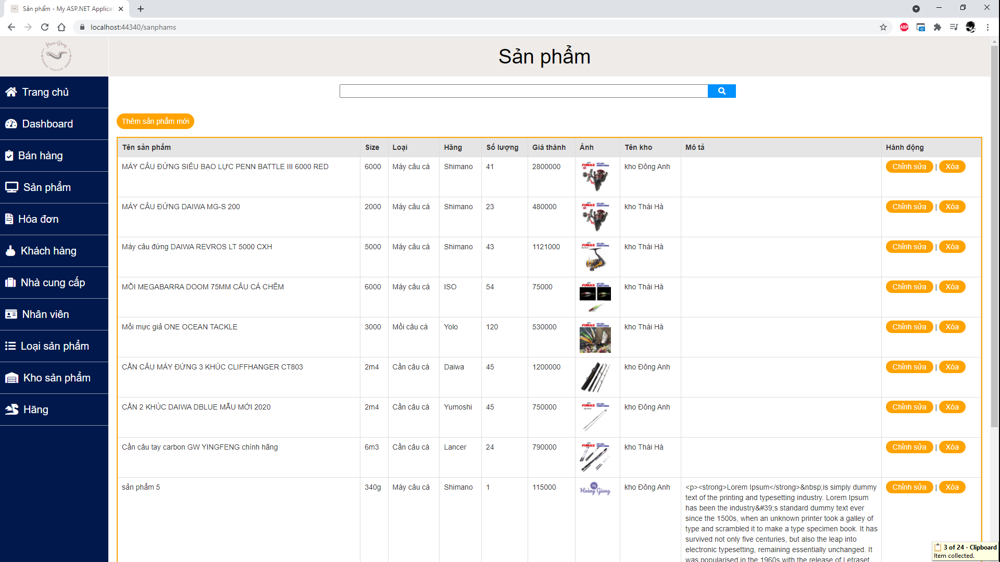 Sản phẩm - My ASP.NET Applica
localhost:44340/sanphams
ABP
Hoàn Giang
Sản phẩm
Trang chủ
Dashboard
Bán hàng
Sản phẩm
Hóa đơn
Khách hàng
Nhà cung cấp
Nhân viên
Loại sản phẩm
Kho sản phẩm
Hãng
Thêm sản phẩm mới
Tên sản phẩm Size Loại Hãng Số lượng Giá thành Ảnh Tên kho Mô tả Hành động
MÁY CÂU ĐỨNG SIÊU BẠO LỰC PENN BATTLE III 6000 RED 6000 Máy câu cá Shimano 41 2800000 FIMAX kho Đông Anh Chỉnh sửa | Xóa
MÁY CÂU ĐỨNG DAIWA MG-S 200 2000 Máy câu cá Shimano 23 480000 FIMAX kho Thái Hà Chỉnh sửa | Xóa
Máy câu đứng DAIWA REVROS LT 5000 CXH 5000 Máy câu cá Shimano 43 1121000 FIMAX kho Thái Hà Chỉnh sửa | Xóa
MỒI MEGABARRA DOOM 75MM CÂU CÁ CHẼM 6000 Máy câu cá ISO 54 75000 FIMAX kho Thái Hà Chỉnh sửa | Xóa
Mồi mực giả ONE OCEAN TACKLE 3000 Mồi câu cá Yolo 120 530000 FIMAX kho Thái Hà Chỉnh sửa | Xóa
CẦN CÂU MÁY ĐỨNG 3 KHÚC CLIFFHANGER CT803 2m4 Cần câu cá Daiwa 45 1200000 kho Đông Anh Chỉnh sửa | Xóa
CẦN 2 KHÚC DAIWA DBLUE MẪU MỚI 2020 2m4 Cần câu cá Yumoshi 45 750000 FIMAX kho Đông Anh Chỉnh sửa | Xóa
Cần câu tay carbon GW YINGFENG chính hãng 6m3 Cần câu cá Lancer 24 790000 FIMAX kho Thái Hà Chỉnh sửa | Xóa
sản phẩm 5 340g Máy câu cá Shimano 1 115000 Hoàng Giang kho Đông Anh <p><strong>Lorem Ipsum</strong>&nbsp;is simply dummy Chỉnh sửa | Xóa
text of the printing and typesetting industry. Lorem Ipsum
has been the industry&#39;s standard dummy text ever
since the 1500s, when an unknown printer took a galley of
type and scrambled it to make a type specimen book. It has
survived not only five centuries, but also the leap into
electronic typesetting, remaining essentially unchanged. It
was popularised in the 1960s with the release of Letraset
3 of 24 - Clipboard
Item collected.